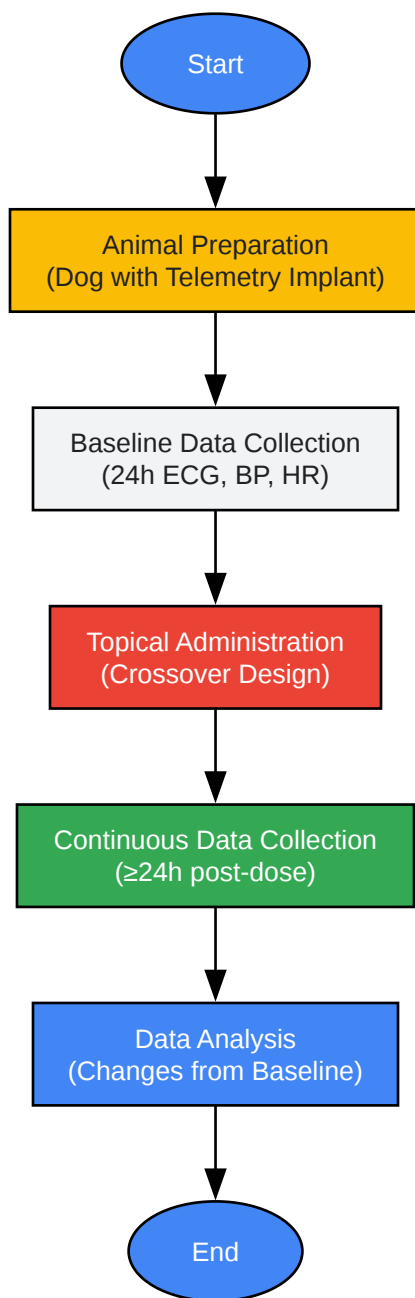 Start
Animal Preparation
(Dog with Telemetry Implant)
Baseline Data Collection
(24h ECG, BP, HR)
Topical Administration
(Crossover Design)
Continuous Data Collection
(≥24h post-dose)
Data Analysis
(Changes from Baseline)
End